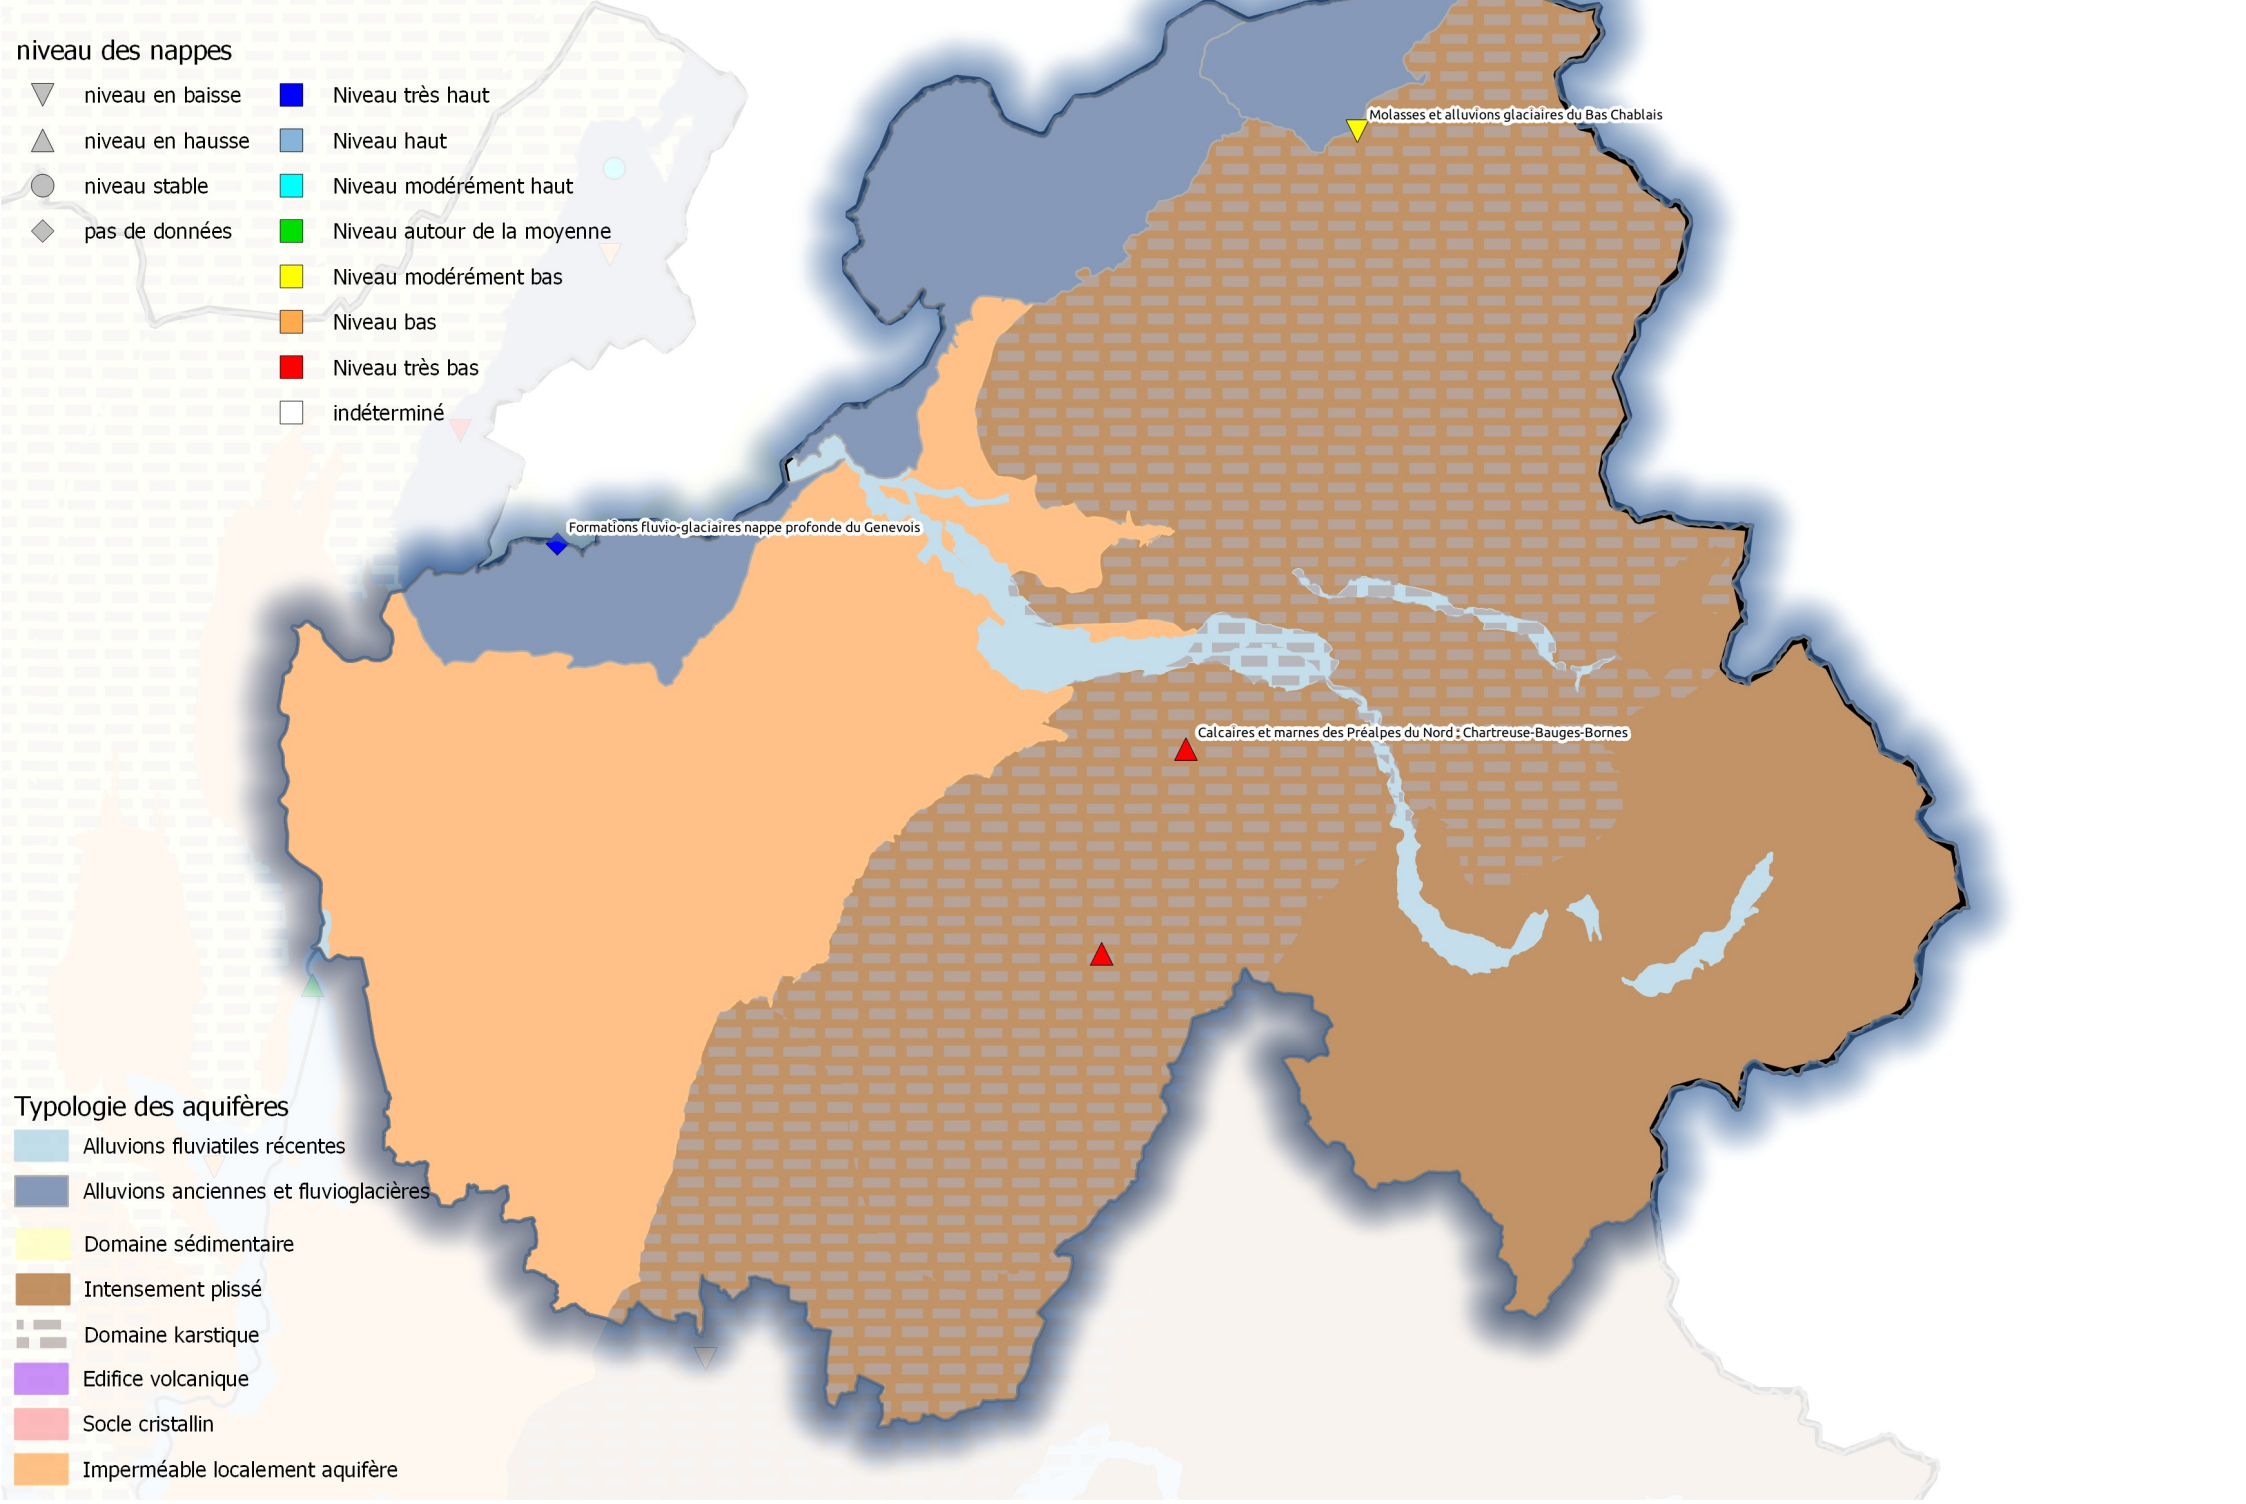 niveau des nappes
niveau en baisse
niveau en hausse
niveau stable
pas de données
Niveau très haut
Niveau haut
Niveau modérément haut
Niveau autour de la moyenne
Niveau modérément bas
Niveau bas
Niveau très bas
indéterminé
Molasses et alluvions glaciaires du Bas Chablais
Formations fluvio-glaciaires nappe profonde du Genevois
Calcaires et marnes des Préalpes du Nord : Chartreuse-Bauges-Bornes
Typologie des aquifères
Alluvions fluviatiles récentes
Alluvions anciennes et fluvioglacières
Domaine sédimentaire
Intensement plissé
Domaine karstique
Edifice volcanique
Socle cristallin
Imperméable localement aquifère